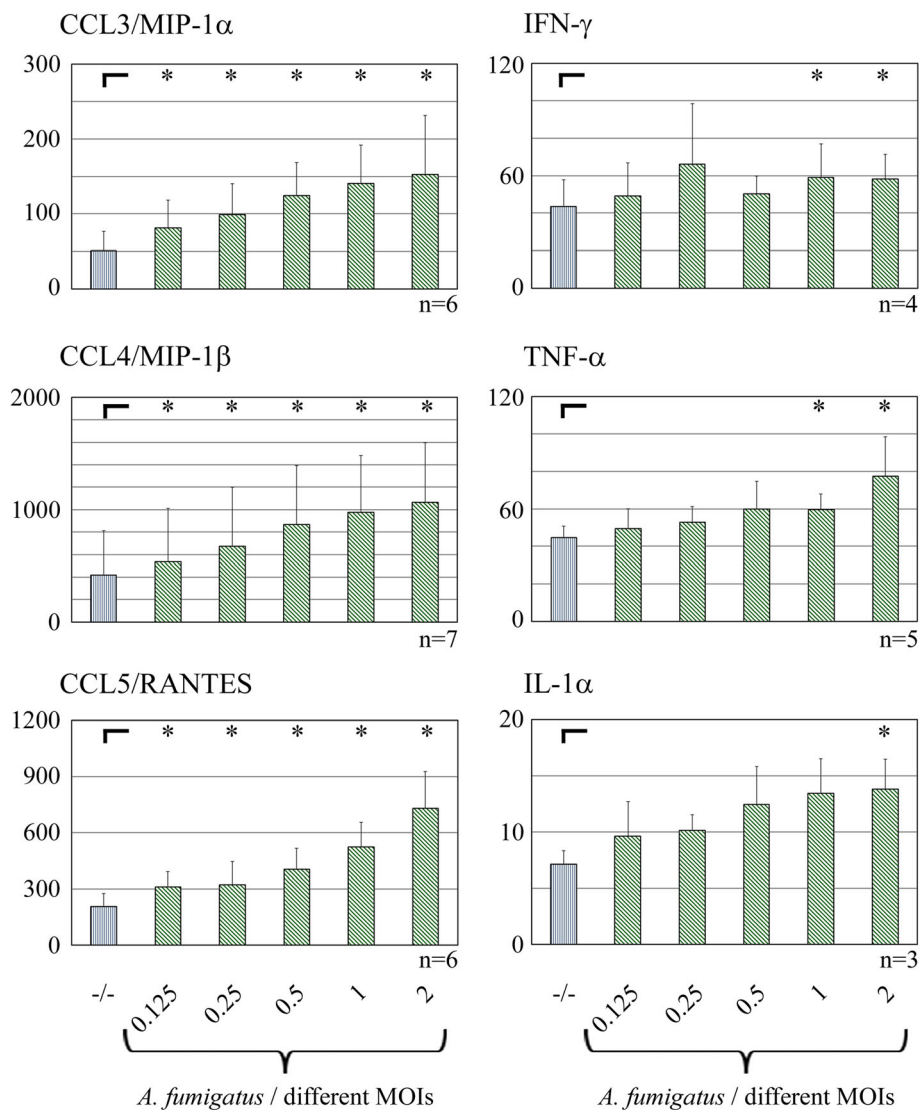 CCL3/MIP-1α
300
200
100
0
* * * * *
n=6
IFN-γ
120
60
0
* *
n=4
CCL4/MIP-1β
2000
1000
0
* * * * *
n=7
TNF-α
120
60
0
* *
n=5
CCL5/RANTES
1200
900
600
300
0
* * * * *
n=6
IL-1α
20
10
0
*
n=3
-/- 0.125 0.25 0.5 1 2
A. fumigatus / different MOIs
-/- 0.125 0.25 0.5 1 2
A. fumigatus / different MOIs